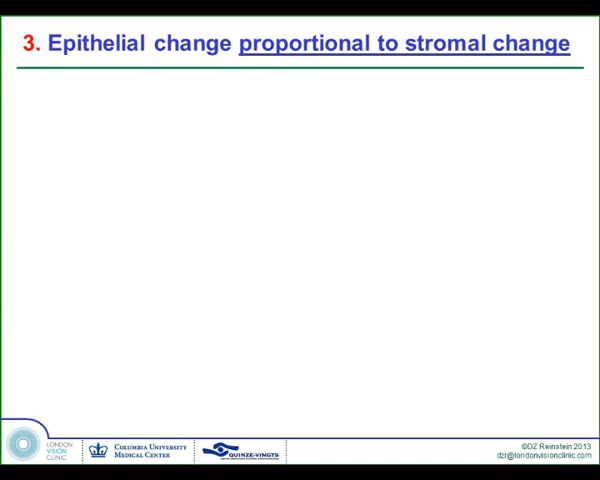 3. Epithelial change proportional to stromal change
LONDON
VISION
CLINIC
COLUMBIA UNIVERSITY
MEDICAL CENTER
QUINZE-VINGTS
©DZ Reinstein 2013
dzr@londonvisionclinic.com